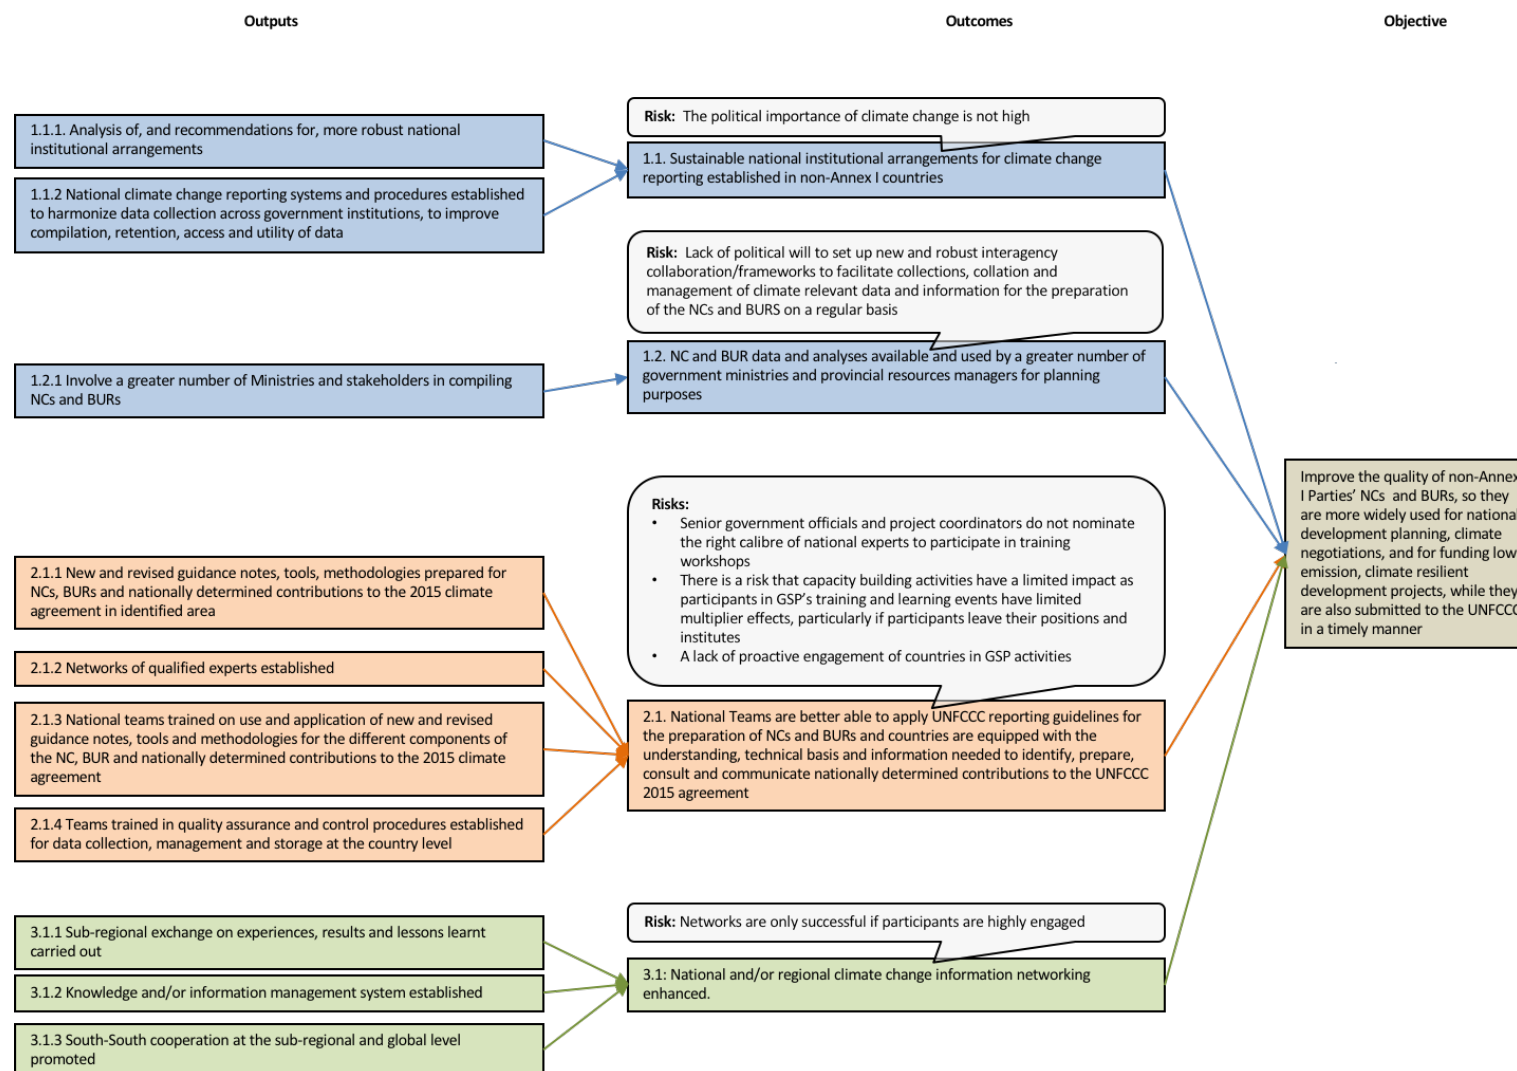 Outputs
Outcomes
Objective
1.1.1. Analysis of, and recommendations for, more robust national
institutional arrangements
1.1.2 National climate change reporting systems and procedures established
to harmonize data collection across government institutions, to improve
compilation, retention, access and utility of data
Risk: The political importance of climate change is not high
1.1. Sustainable national institutional arrangements for climate change
reporting established in non-Annex I countries
Risk: Lack of political will to set up new and robust interagency
collaboration/frameworks to facilitate collections, collation and
management of climate relevant data and information for the preparation
of the NCs and BURS on a regular basis
1.2.1 Involve a greater number of Ministries and stakeholders in compiling
NCs and BURs
1.2. NC and BUR data and analyses available and used by a greater number of
government ministries and provincial resources managers for planning
purposes
Risks:
• Senior government officials and project coordinators do not nominate
the right calibre of national experts to participate in training
workshops
• There is a risk that capacity building activities have a limited impact as
participants in GSP's training and learning events have limited
multiplier effects, particularly if participants leave their positions and
institutes
• A lack of proactive engagement of countries in GSP activities
2.1.1 New and revised guidance notes, tools, methodologies prepared for
NCs, BURs and nationally determined contributions to the 2015 climate
agreement in identified area
2.1.2 Networks of qualified experts established
2.1.3 National teams trained on use and application of new and revised
guidance notes, tools and methodologies for the different components of
the NC, BUR and nationally determined contributions to the 2015 climate
agreement
2.1.4 Teams trained in quality assurance and control procedures established
for data collection, management and storage at the country level
2.1. National Teams are better able to apply UNFCCC reporting guidelines for
the preparation of NCs and BURs and countries are equipped with the
understanding, technical basis and information needed to identify, prepare,
consult and communicate nationally determined contributions to the UNFCCC
2015 agreement
3.1.1 Sub-regional exchange on experiences, results and lessons learnt
carried out
3.1.2 Knowledge and/or information management system established
3.1.3 South-South cooperation at the sub-regional and global level
promoted
Risk: Networks are only successful if participants are highly engaged
3.1: National and/or regional climate change information networking
enhanced.
Improve the quality of non-Annex
I Parties' NCs and BURs, so they
are more widely used for national
development planning, climate
negotiations, and for funding low
emission, climate resilient
development projects, while they
are also submitted to the UNFCCC
in a timely manner